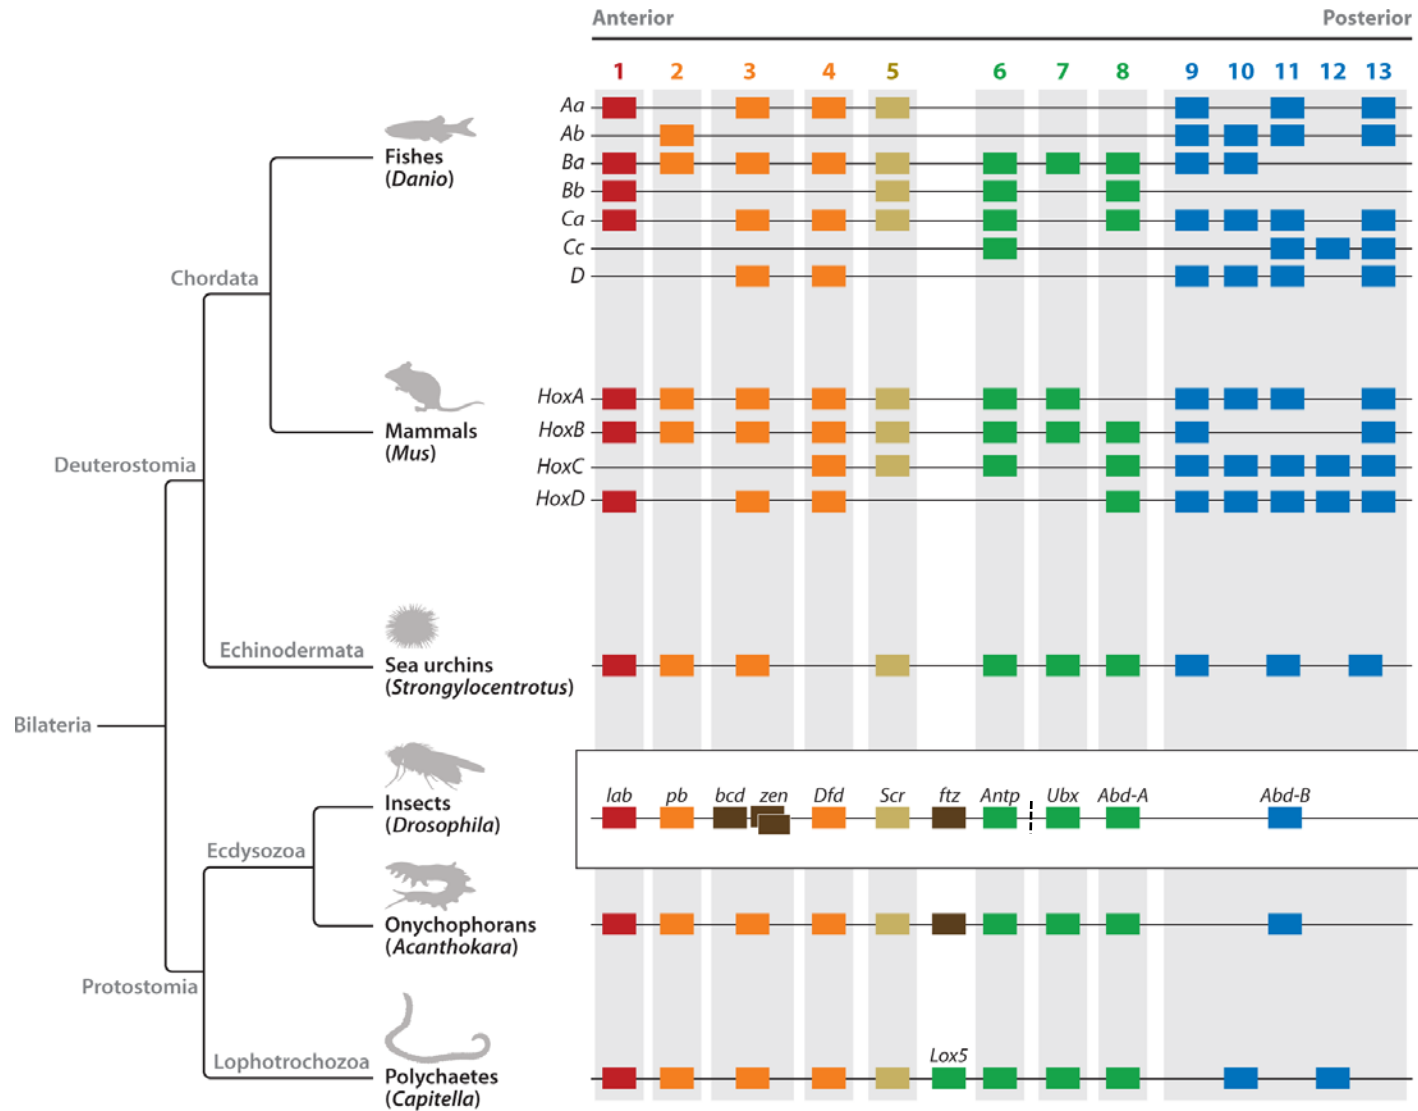 Anterior Posterior
1 2 3 4 5 6 7 8 9 10 11 12 13
Aa
Ab
Fishes
(Danio)
Ba
Bb
Ca
Cc
D
Chordata
HoxA
Mammals
(Mus)
HoxB
HoxC
HoxD
Deuterostomia
Echinodermata
Sea urchins
(Strongylocentrotus)
Bilateria
lab pb bcd zen Dfd Scr ftz Antp Ubx Abd-A Abd-B
Insects
(Drosophila)
Ecdysozoa
Onychophorans
(Acanthokara)
Protostomia
Lox5
Lophotrochozoa
Polychaetes
(Capitella)